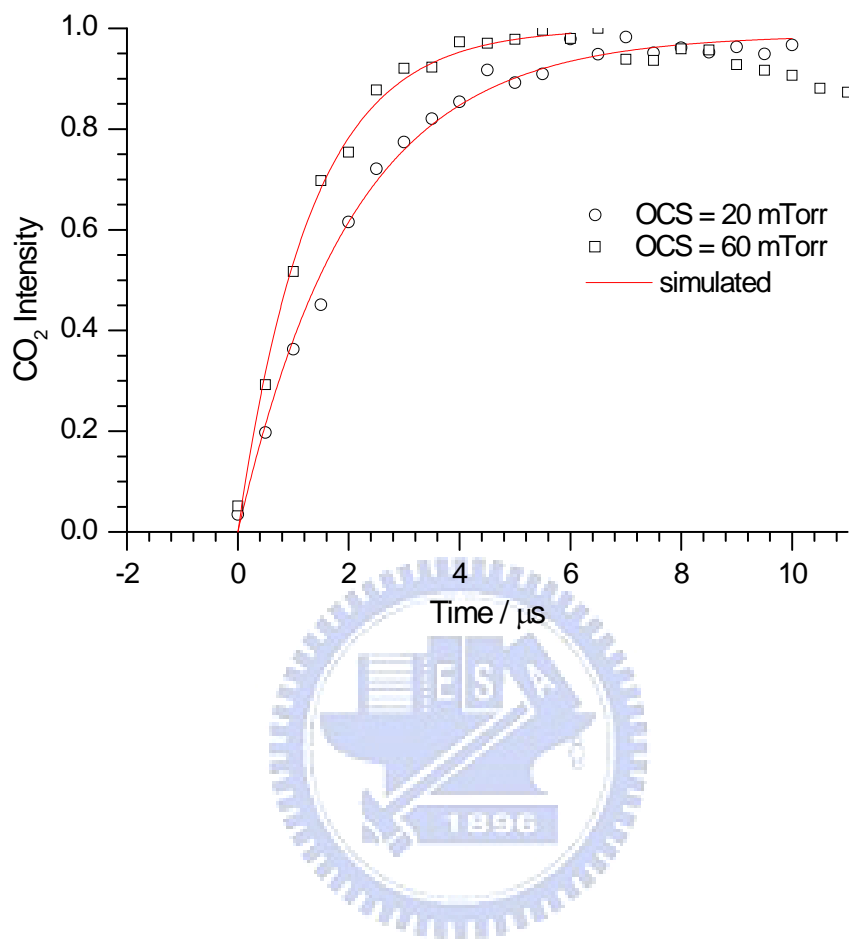 1.0
0.8
0.6
0.4
0.2
0.0
CO₂ Intensity
OCS = 20 mTorr
OCS = 60 mTorr
simulated
-2 0 2 4 6 8 10
Time / μs
E S A
1896